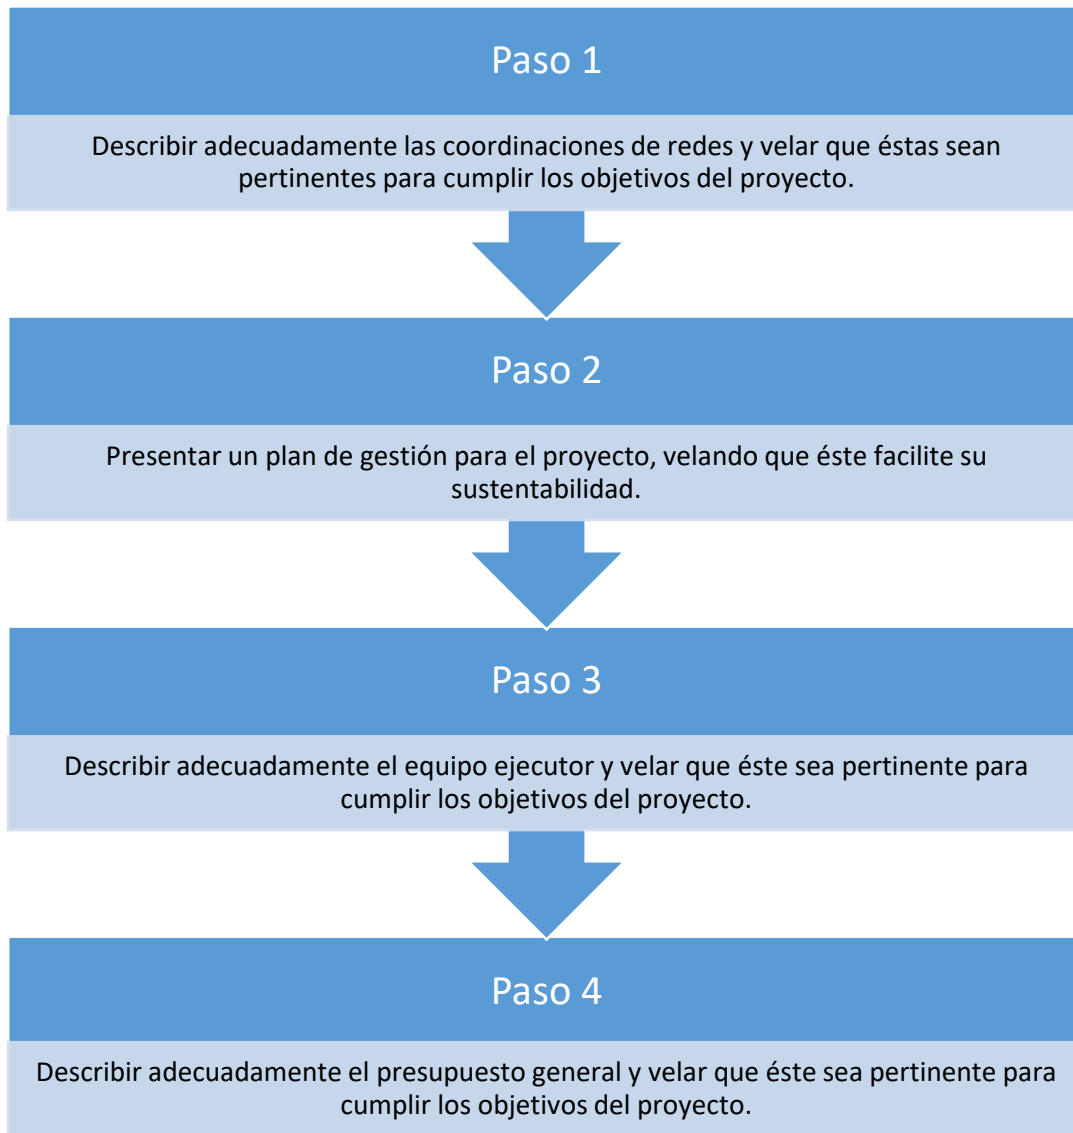 Paso 1
Describir adecuadamente las coordinaciones de redes y velar que éstas sean
pertinentes para cumplir los objetivos del proyecto.
Paso 2
Presentar un plan de gestión para el proyecto, velando que éste facilite su
sustentabilidad.
Paso 3
Describir adecuadamente el equipo ejecutor y velar que éste sea pertinente para
cumplir los objetivos del proyecto.
Paso 4
Describir adecuadamente el presupuesto general y velar que éste sea pertinente para
cumplir los objetivos del proyecto.